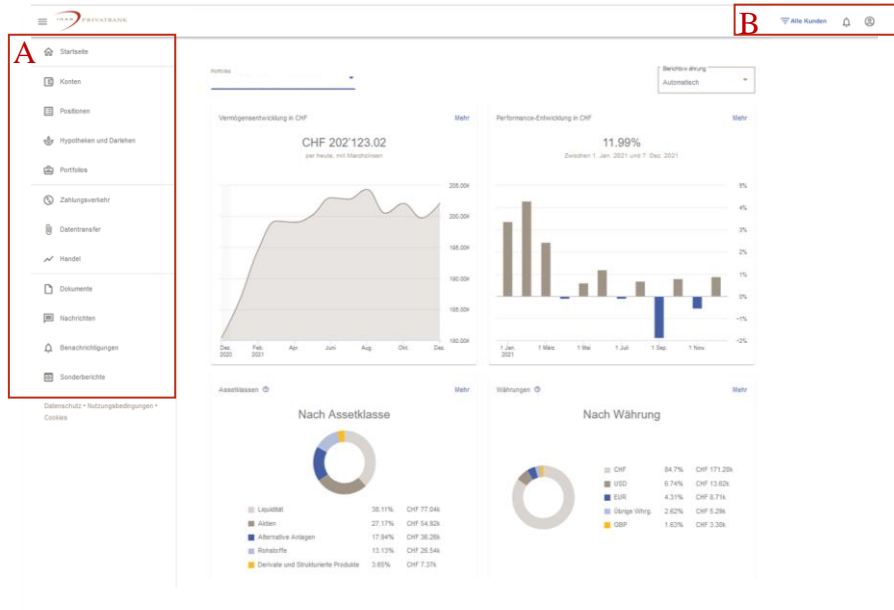 B
PRIVATBANK
Alle Kunden
A
Startseite
Konten
Positionen
Hypotheken und Darlehen
Portfolios
Zahlungsverkehr
Datentransfer
Handel
Dokumente
Nachrichten
Benachrichtigungen
Sonderberichte
Datenschutz • Nutzungsbedingungen •
Cookies
Portfolios
Berichtswährung
Automatisch
Vermögensentwicklung in CHF
Mehr
CHF 202'123.02
per heute, mit Marchzinsen
205.00k
200.00k
195.00k
190.00k
185.00k
180.00k
Dez. Feb. Apr. Juni Aug. Okt. Dez.
2020 2021
Performance-Entwicklung in CHF
Mehr
11.99%
Zwischen 1. Jan. 2021 und 7. Dez. 2021
5%
4%
3%
2%
1%
0%
-1%
-2%
1 Jan. 1 März 1 Mai 1 Juli 1 Sep. 1 Nov.
2021
Assetklassen
Mehr
Nach Assetklasse
Liquidität 38.11% CHF 77.04k
Aktien 27.17% CHF 54.92k
Alternative Anlagen 17.94% CHF 36.26k
Rohstoffe 13.13% CHF 26.54k
Derivate und Strukturierte Produkte 3.65% CHF 7.37k
Währungen
Mehr
Nach Währung
CHF 84.7% CHF 171.20k
USD 6.74% CHF 13.62k
EUR 4.31% CHF 8.71k
Übrige Whrg. 2.62% CHF 5.29k
GBP 1.63% CHF 3.30k